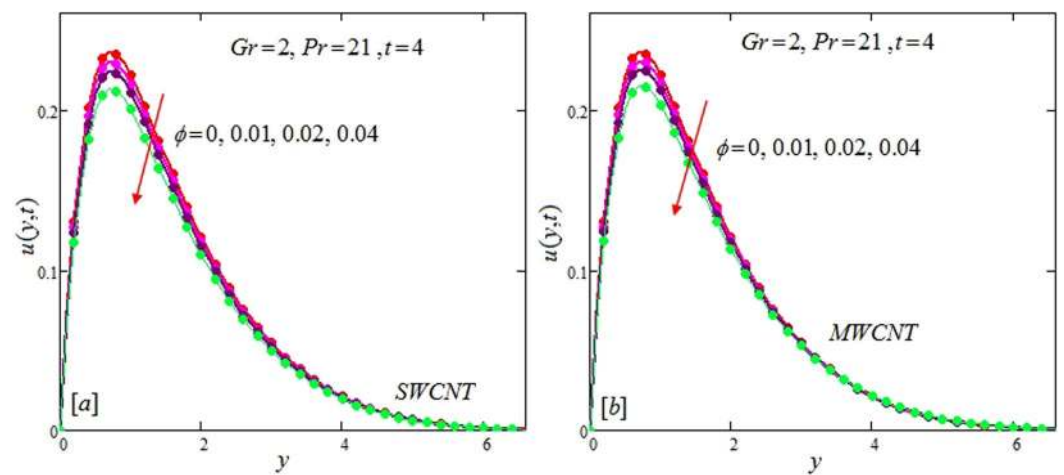 Gr=2, Pr=21 ,t=4
ϕ=0, 0.01, 0.02, 0.04
0.2
0.1
0
u(y,t)
SWCNT
[a]
0
2
4
6
y
Gr=2, Pr=21 ,t=4
ϕ=0, 0.01, 0.02, 0.04
0.2
0.1
0
u(y,t)
MWCNT
[b]
0
2
4
6
y